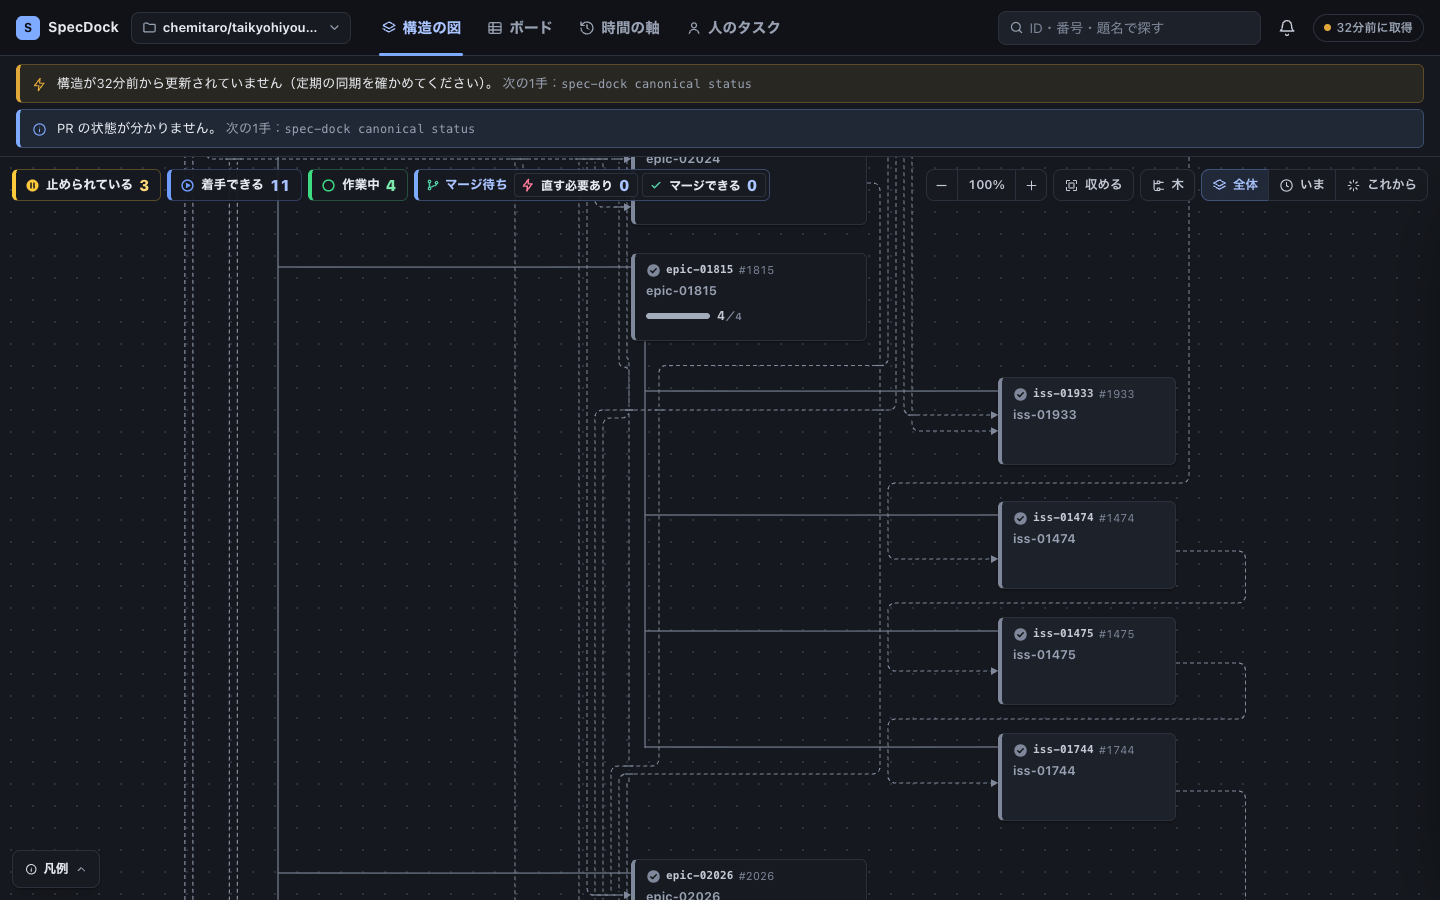 S SpecDock chemitaro/taikyohiyou... 構造の図 ボード 時間の軸 人のタスク ID・番号・題名で探す 32分前に取得
構造が32分前から更新されていません（定期の同期を確かめてください）。 次の1手：spec-dock canonical status
PR の状態が分かりません。 次の1手：spec-dock canonical status
epic-02024
止められている 3 着手できる 11 作業中 4 マージ待ち 直す必要あり 0 マージできる 0 100% 収める 木 全体 いま これから
epic-01815 #1815
epic-01815
4/4
iss-01933 #1933
iss-01933
iss-01474 #1474
iss-01474
iss-01475 #1475
iss-01475
iss-01744 #1744
iss-01744
凡例
epic-02026 #2026
epic-02026